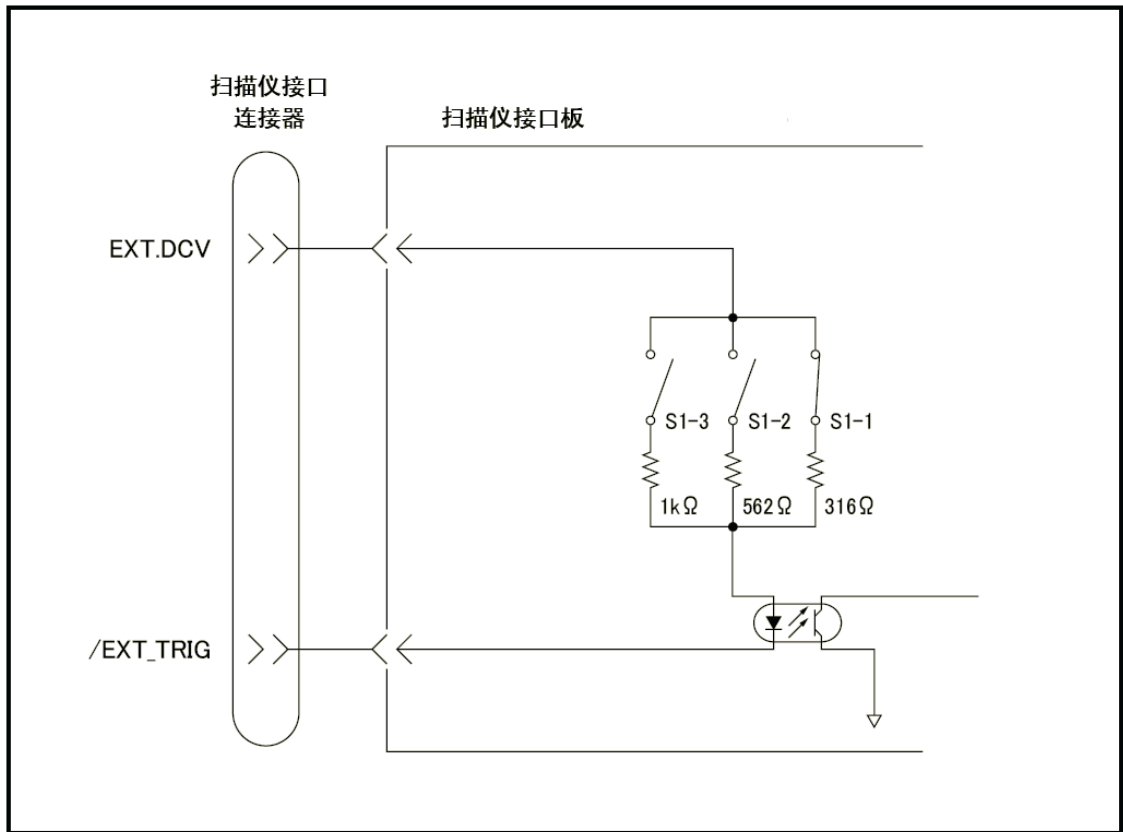 扫描仪接口
连接器
扫描仪接口板
EXT.DCV
S1-3
S1-2
S1-1
1kΩ
562Ω
316Ω
/EXT_TRIG